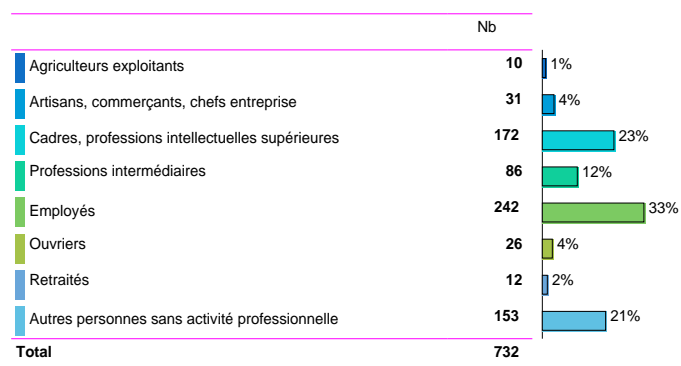 Nb
Agriculteurs exploitants 10 1%
Artisans, commerçants, chefs entreprise 31 4%
Cadres, professions intellectuelles supérieures 172 23%
Professions intermédiaires 86 12%
Employés 242 33%
Ouvriers 26 4%
Retraités 12 2%
Autres personnes sans activité professionnelle 153 21%
Total 732